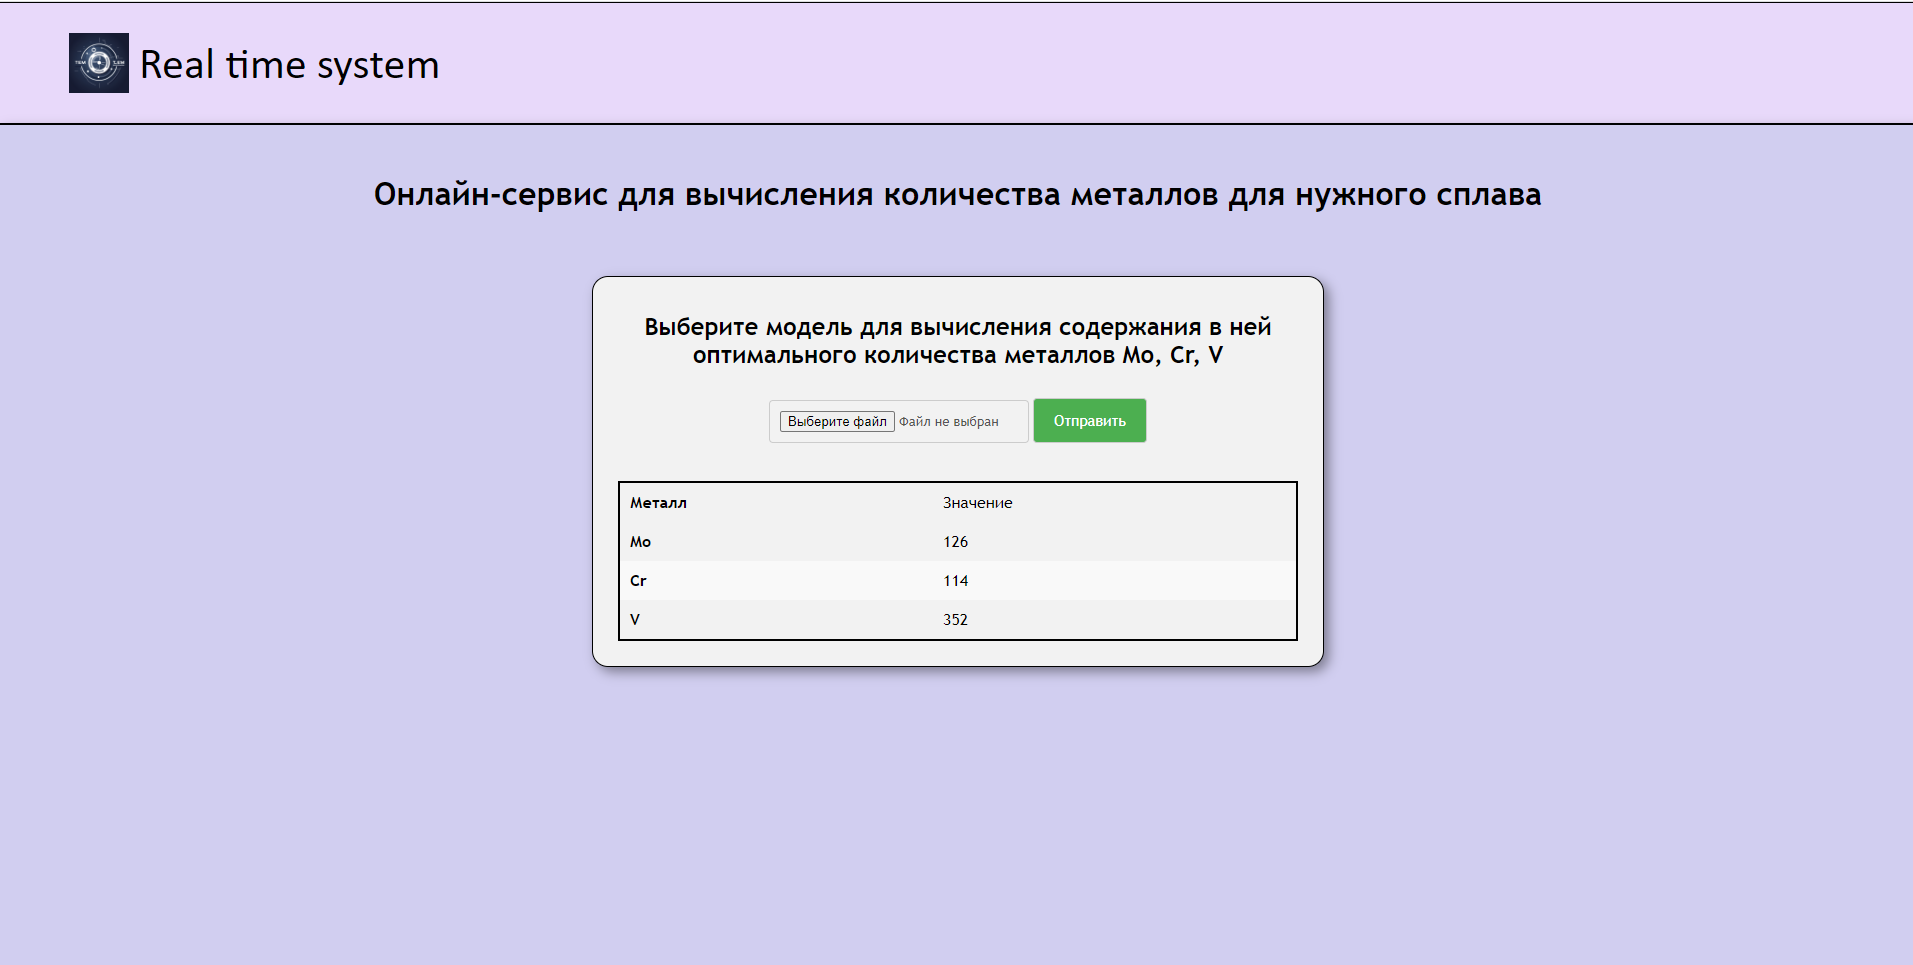 Real time system
Онлайн-сервис для вычисления количества металлов для нужного сплава
Выберите модель для вычисления содержания в ней
оптимального количества металлов Mo, Cr, V
Выберите файл Файл не выбран Отправить
Металл Значение
Mo 126
Cr 114
V 352